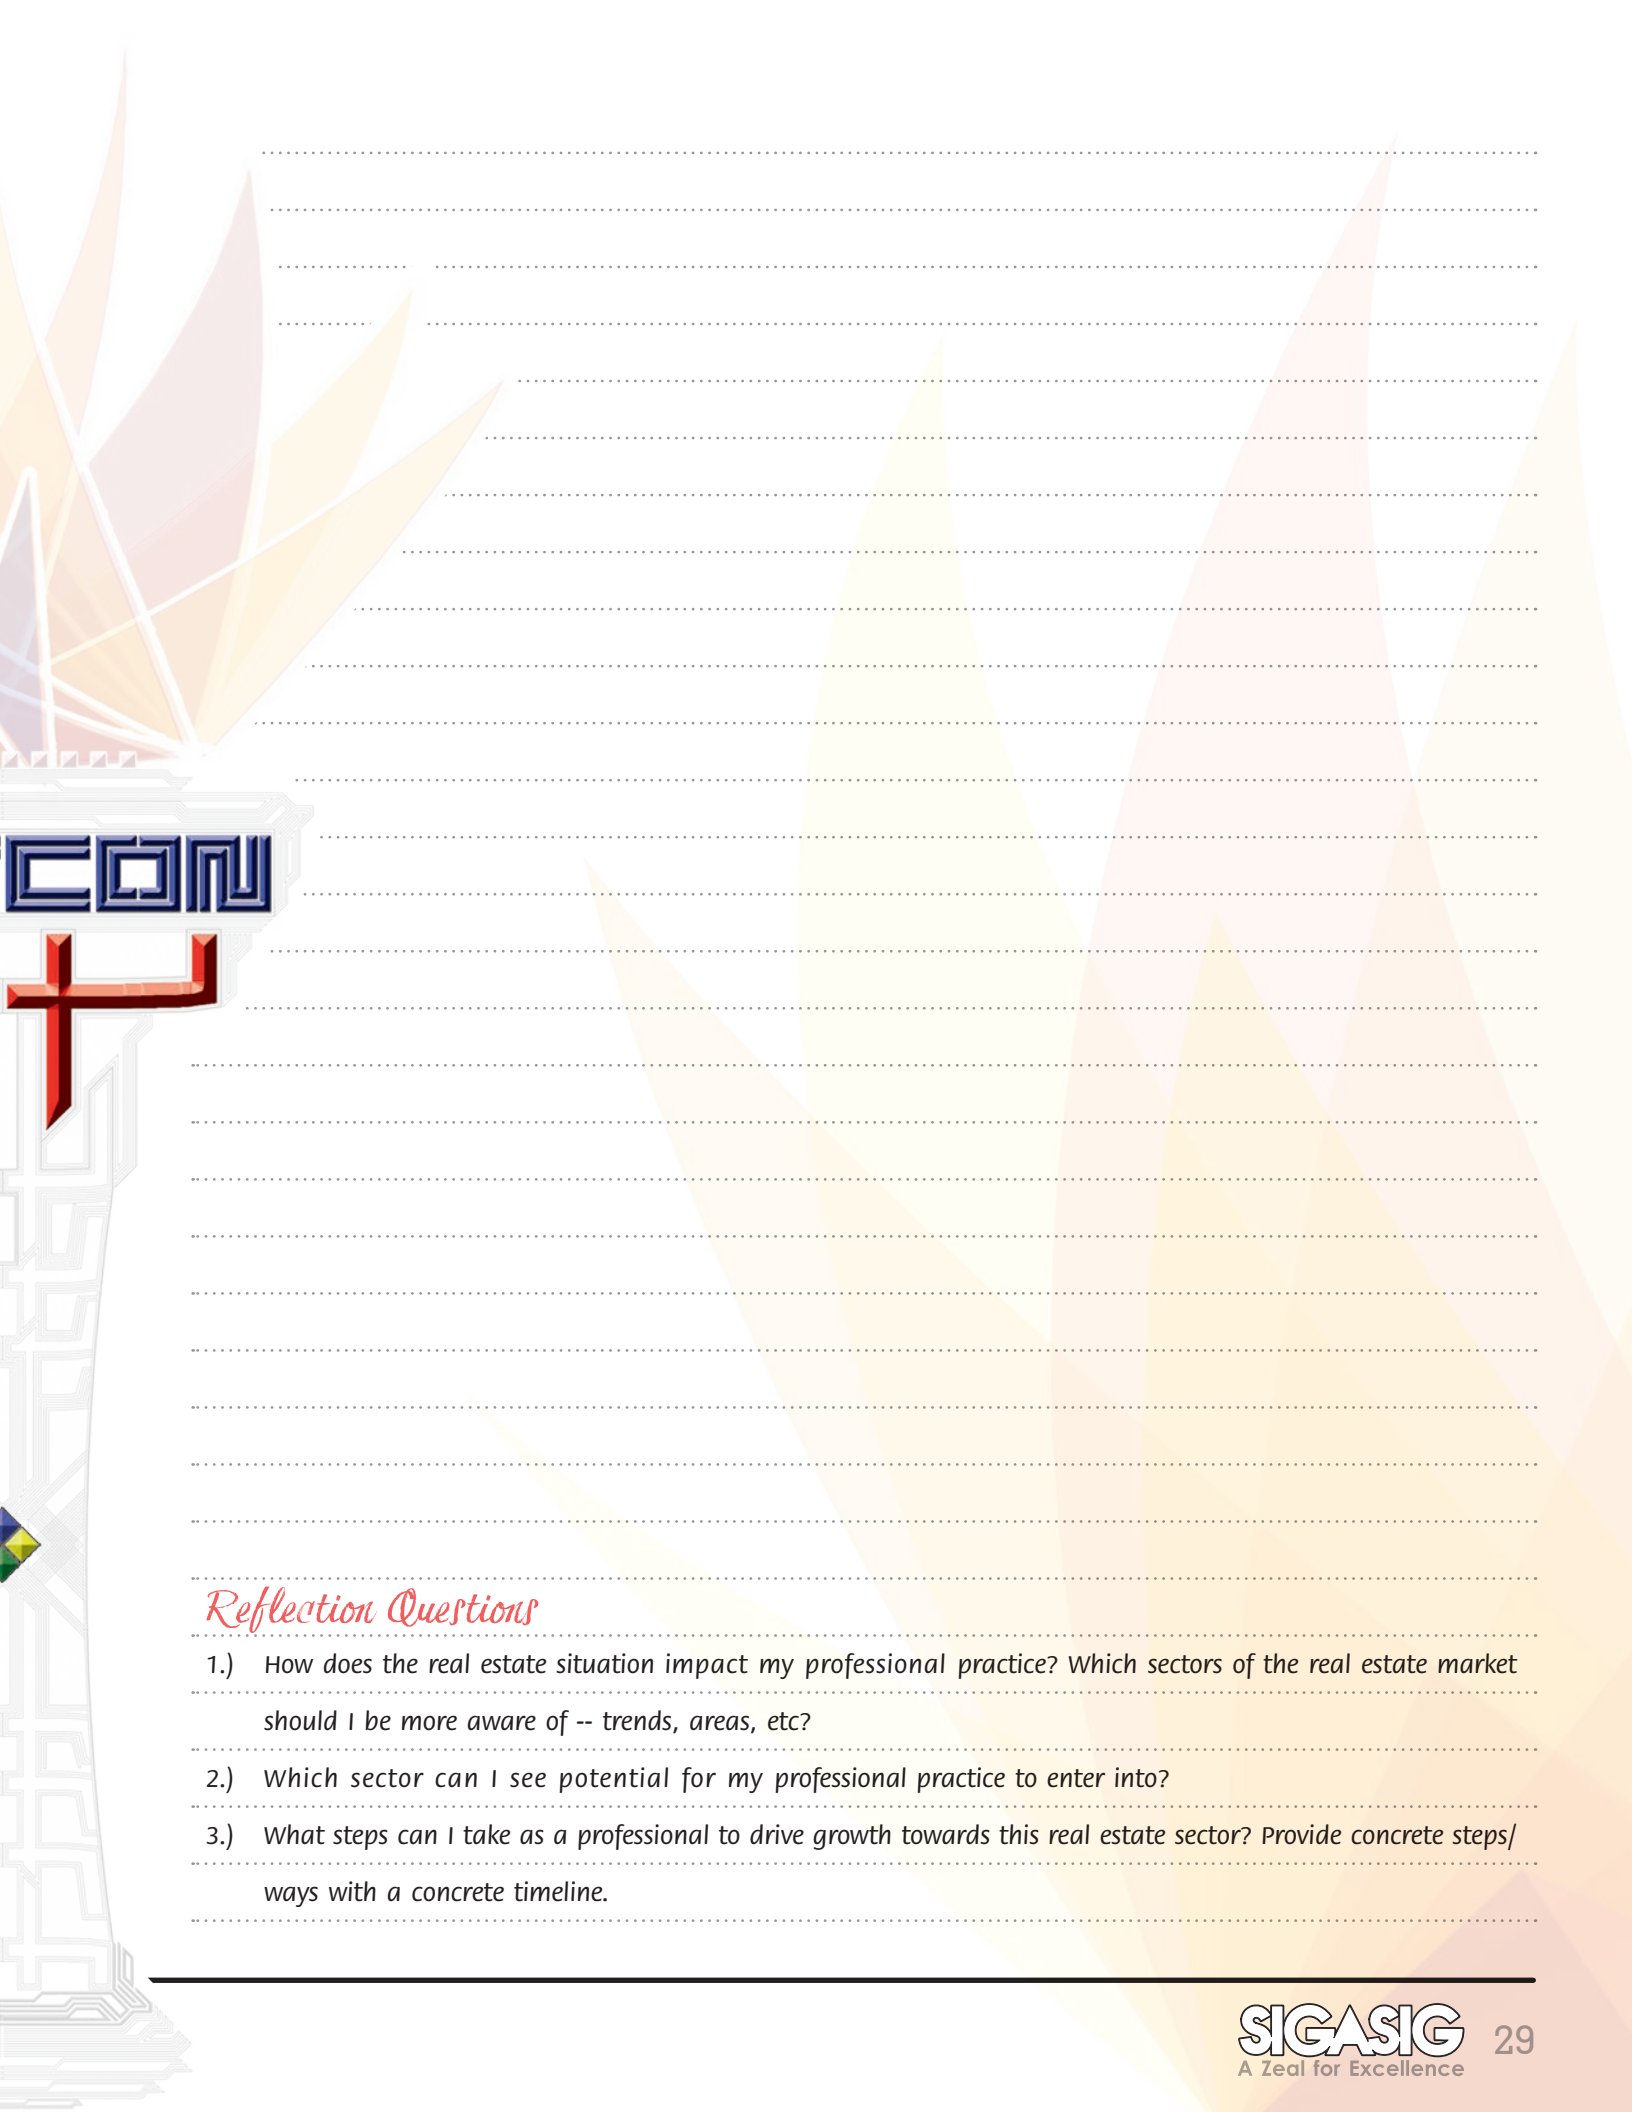 CON
Reflection Questions
1.) How does the real estate situation impact my professional practice? Which sectors of the real estate market
should I be more aware of -- trends, areas, etc?
2.) Which sector can I see potential for my professional practice to enter into?
3.) What steps can I take as a professional to drive growth towards this real estate sector? Provide concrete steps/
ways with a concrete timeline.
SIGASIG
A Zeal for Excellence
29